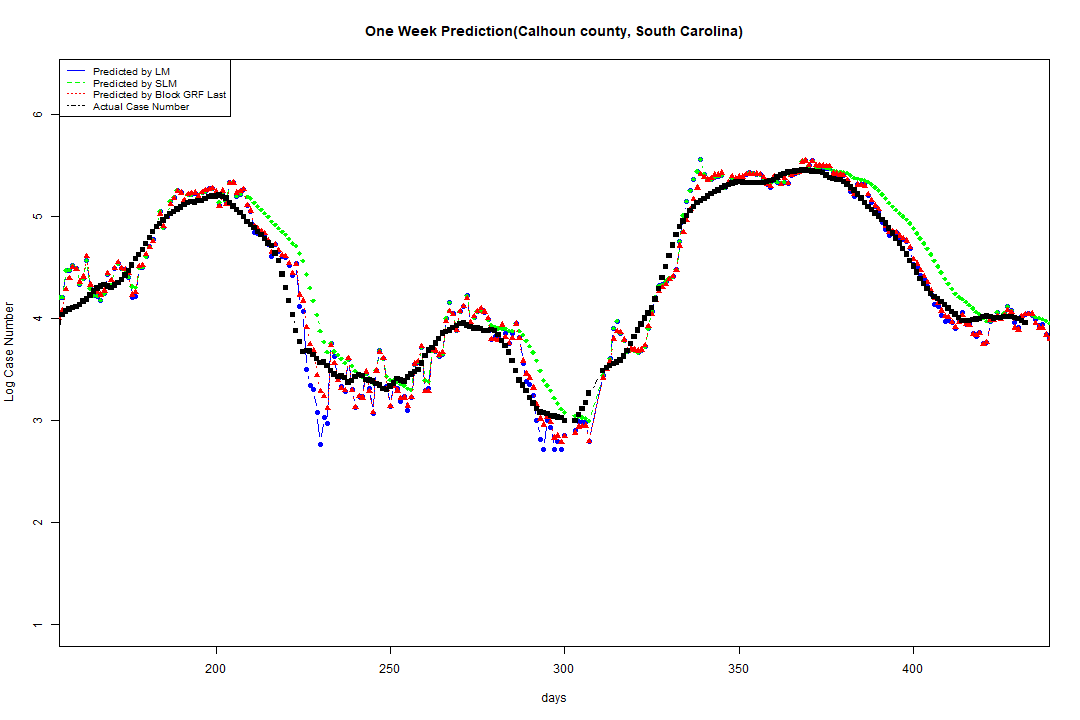 One Week Prediction(Calhoun county, South Carolina)
Predicted by LM
Predicted by SLM
Predicted by Block GRF Last
Actual Case Number
6
5
4
3
2
1
Log Case Number
200 250 300 350 400
days